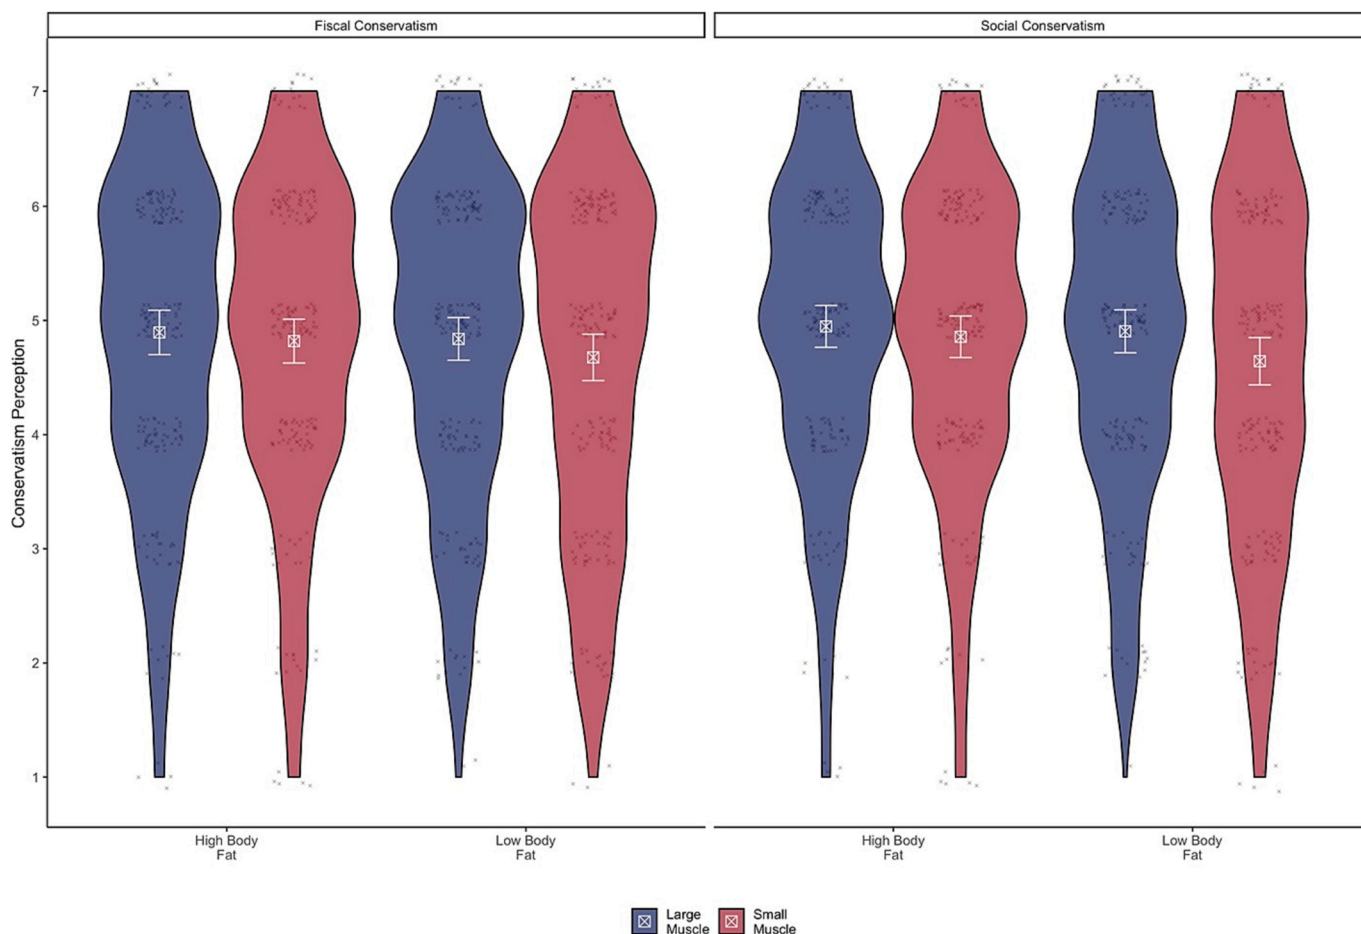 Fiscal Conservatism
Social Conservatism
Conservatism Perception
7
6
5
4
3
2
1
High Body
Fat
Low Body
Fat
High Body
Fat
Low Body
Fat
Large
Muscle
Small
Muscle